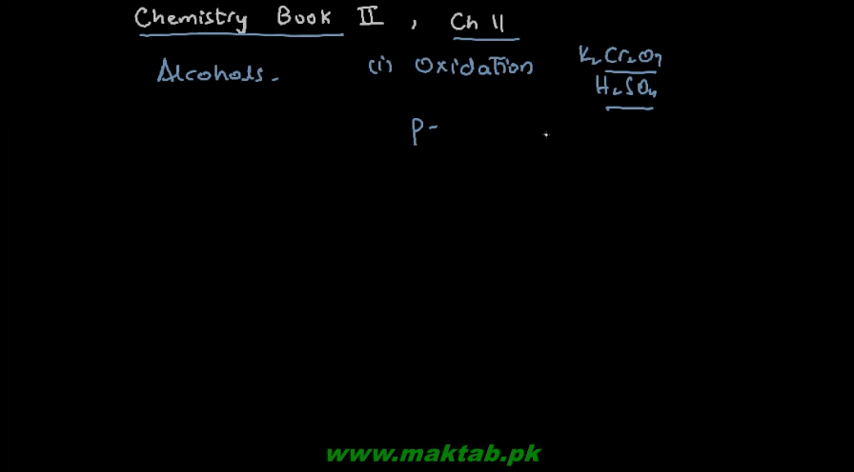 Chemistry Book II, Ch 11
Alcohols. (i) Oxidation K₂Cr₂O₇
H₂SO₄
P-
www.maktab.pk